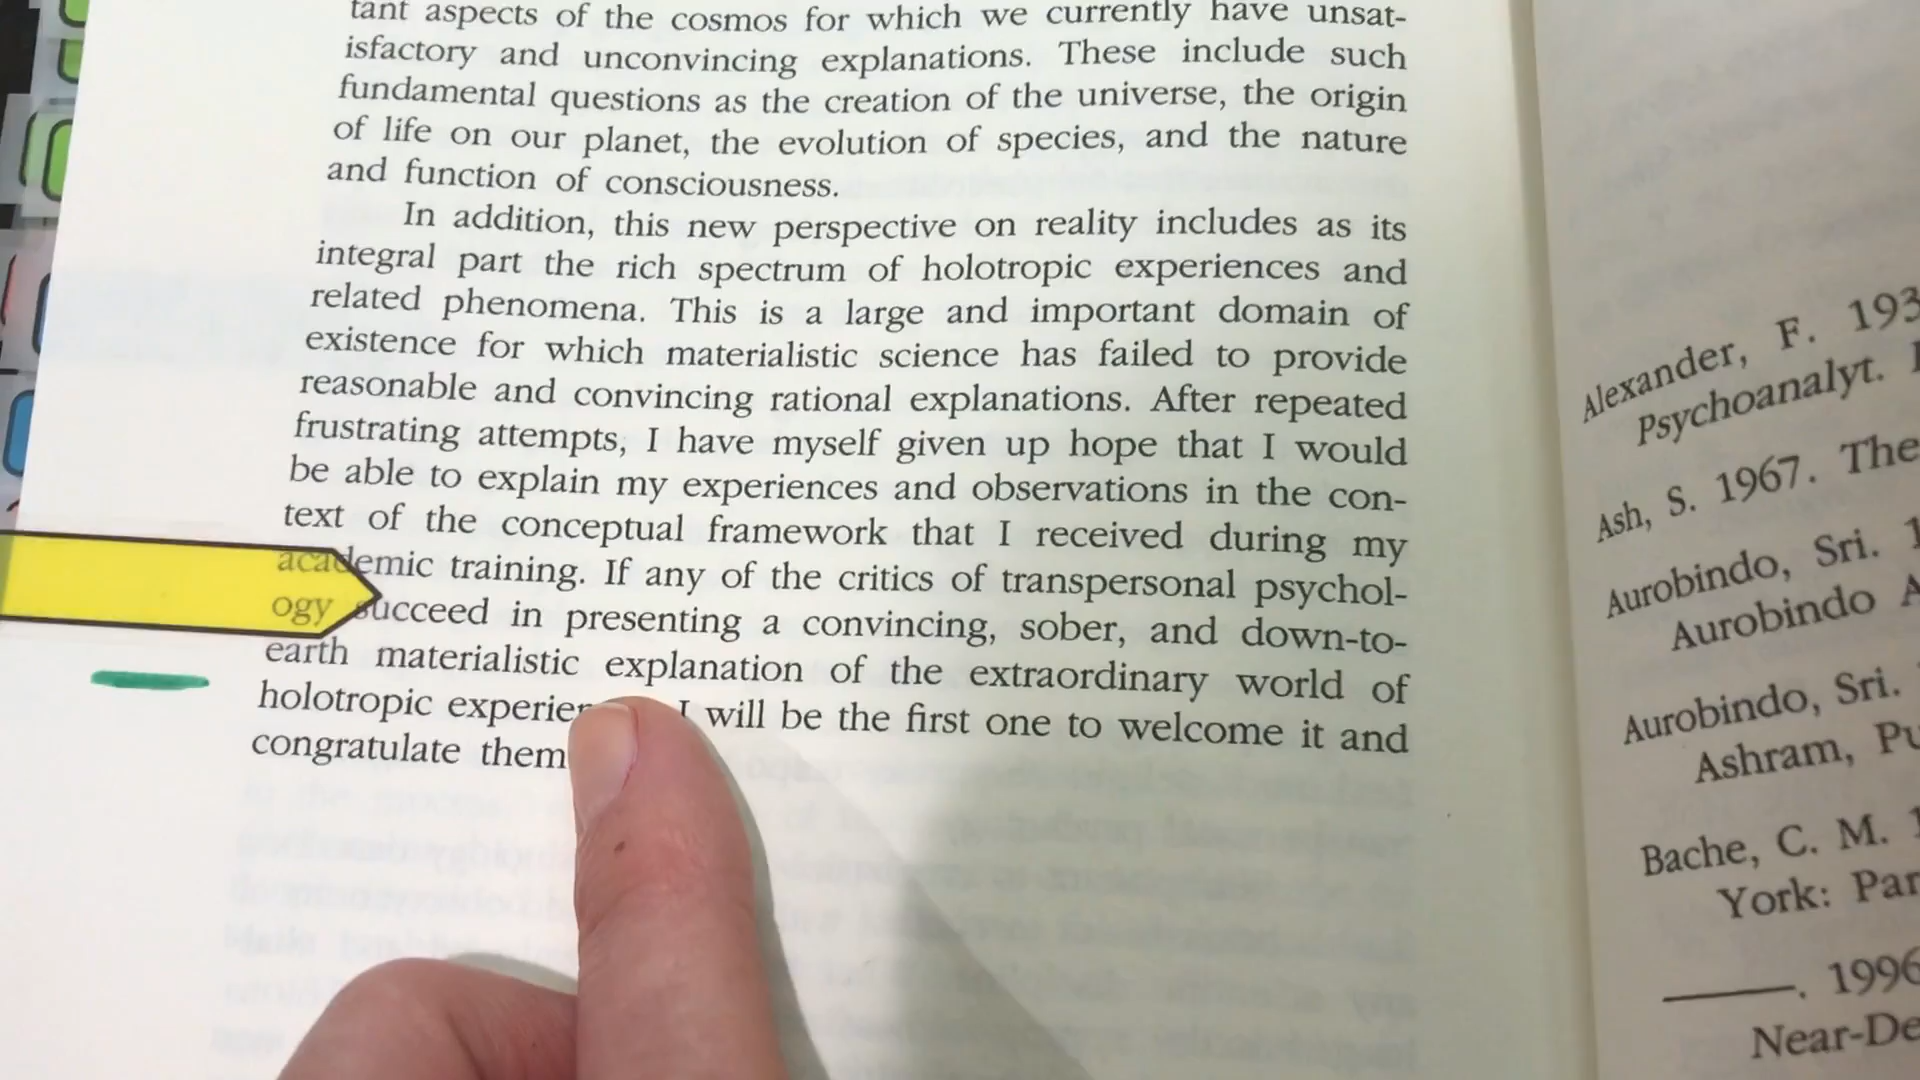 tant aspects of the cosmos for which we currently have unsat-
isfactory and unconvincing explanations. These include such
fundamental questions as the creation of the universe, the origin
of life on our planet, the evolution of species, and the nature
and function of consciousness.
In addition, this new perspective on reality includes as its
integral part the rich spectrum of holotropic experiences and
related phenomena. This is a large and important domain of
existence for which materialistic science has failed to provide
reasonable and convincing rational explanations. After repeated
frustrating attempts, I have myself given up hope that I would
be able to explain my experiences and observations in the con-
text of the conceptual framework that I received during my
academic training. If any of the critics of transpersonal psychol-
ogy succeed in presenting a convincing, sober, and down-to-
earth materialistic explanation of the extraordinary world of
holotropic I will be the first one to welcome it and
congratulate them
Alexander, F. 193
Psychoanalyt.
Ash, S. 1967. The
Aurobindo, Sri. 1
Aurobindo A
Aurobindo, Sri.
Ashram, Pu
Bache, C. M. 1
York: Par
———. 1996
Near-De